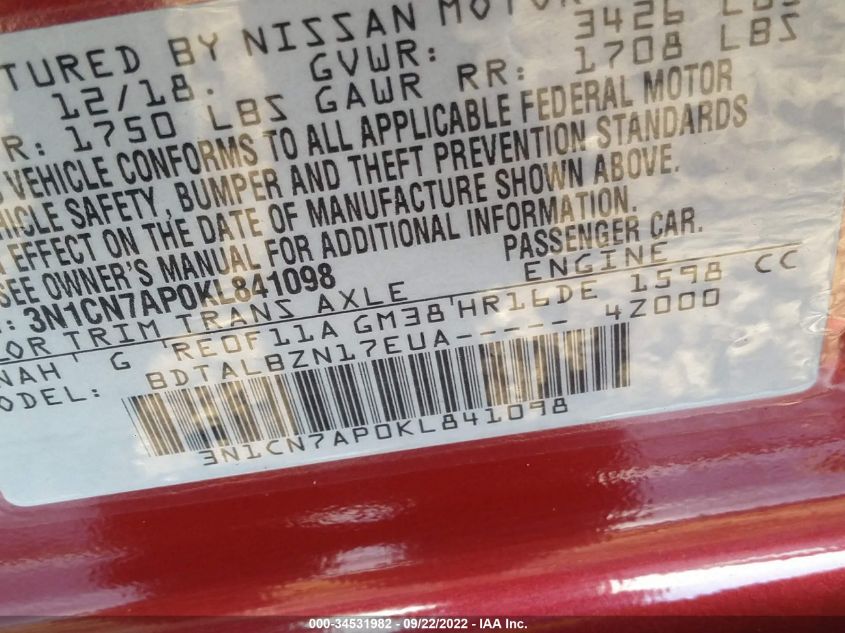 TURED BY NISSAN MOTOR
12/18. GVWR: 3426 LBS
R: 1750 LBS GAWR RR: 1708 LBS
VEHICLE CONFORMS TO ALL APPLICABLE FEDERAL MOTOR
HICLE SAFETY, BUMPER AND THEFT PREVENTION STANDARDS
EFFECT ON THE DATE OF MANUFACTURE SHOWN ABOVE.
SEE OWNER'S MANUAL FOR ADDITIONAL INFORMATION.
.: 3N1CN7AP0KL841098 PASSENGER CAR.
LOR TRIM TRANS AXLE ENGINE
NAH' G 'RE0F11A GM38'HR16DE 1598 CC
ODEL: BDTALBZN17EUA----- 4Z000
3N1CN7AP0KL841098
000-34531982 - 09/22/2022 - IAA Inc.